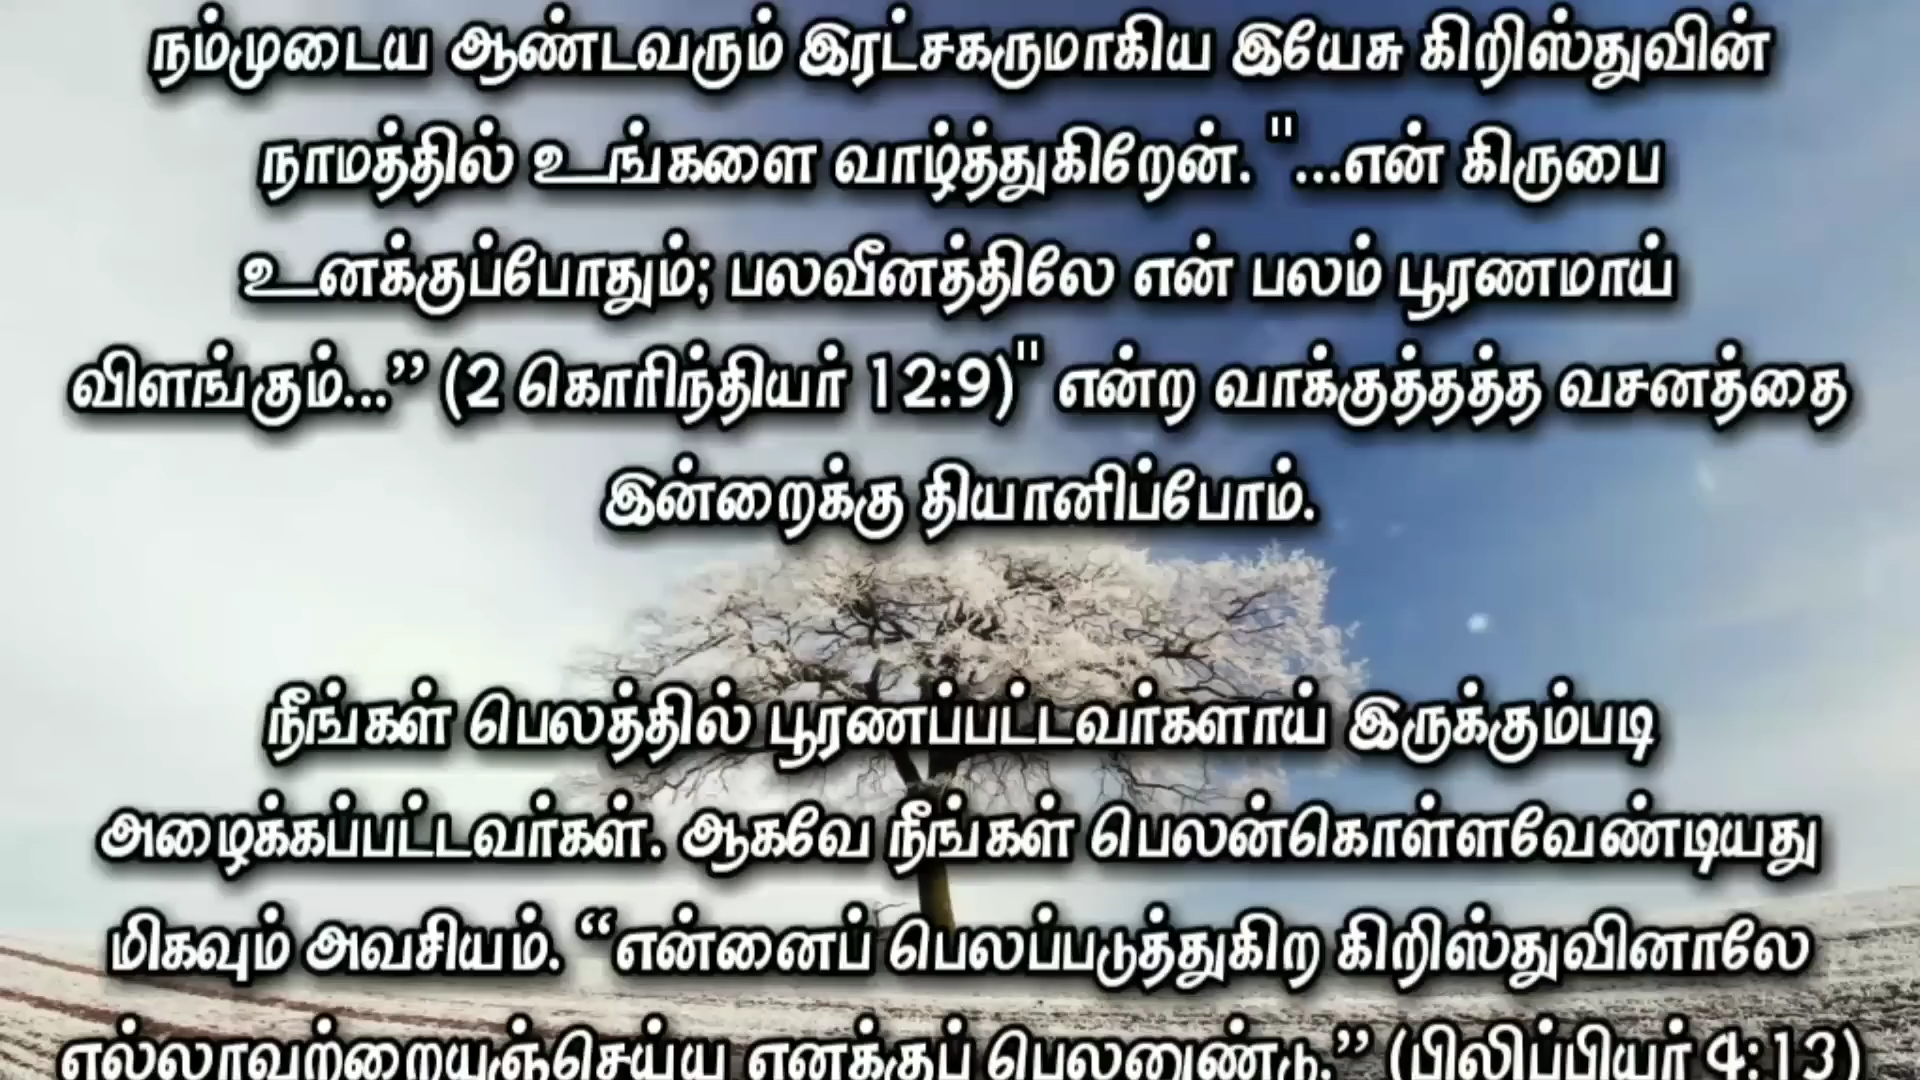 நம்முடைய ஆண்டவரும் இரட்சகருமாகிய இயேசு கிறிஸ்துவின்
நாமத்தில் உங்களை வாழ்த்துகிறேன். "...என் கிருபை
உனக்குப்போதும்; பலவீனத்திலே என் பலம் பூரணமாய்
விளங்கும்...” (2 கொரிந்தியர் 12:9)" என்ற வாக்குத்தத்த வசனத்தை
இன்றைக்கு தியானிப்போம்.
நீங்கள் பெலத்தில் பூரணப்பட்டவர்களாய் இருக்கும்படி
அழைக்கப்பட்டவர்கள். ஆகவே நீங்கள் பெலன்கொள்ளவேண்டியது
மிகவும் அவசியம். “என்னைப் பெலப்படுத்துகிற கிறிஸ்துவினாலே
எல்லாவற்றையுஞ்செய்ய எனக்குப் பெலனுண்டு.” (பிலிப்பியர் 4:13)